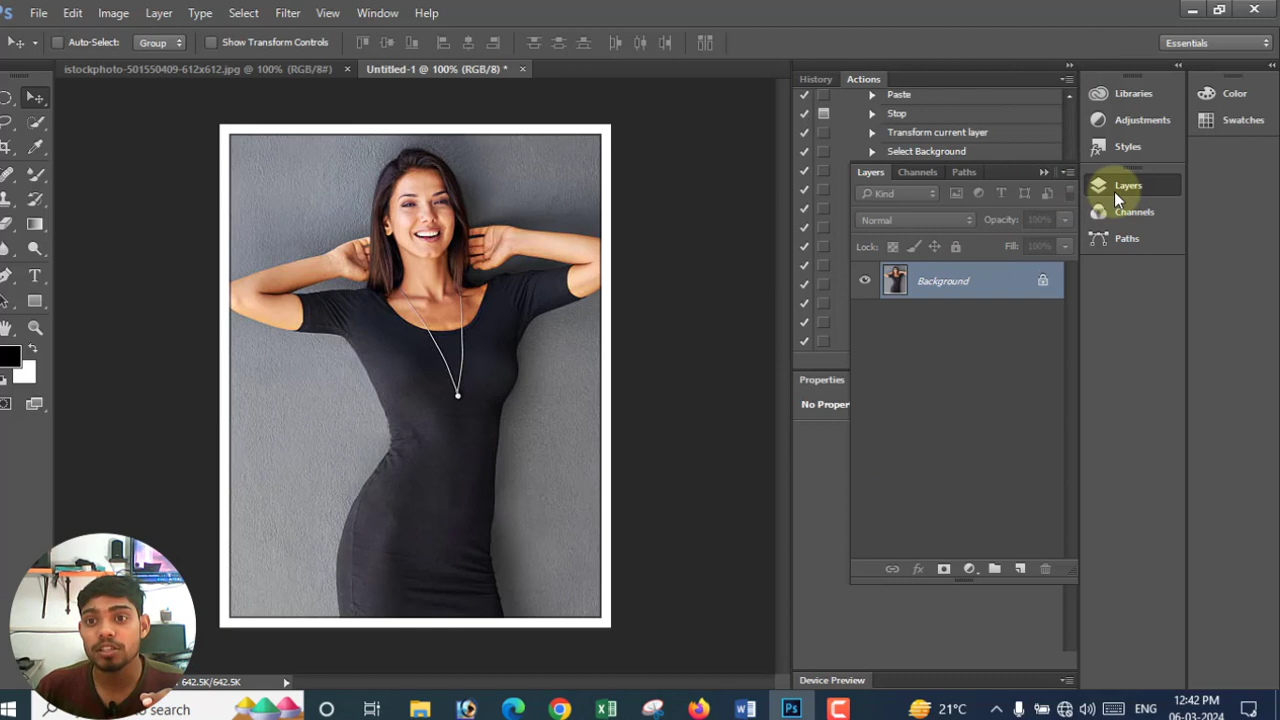 Ps File Edit Image Layer Type Select Filter View Window Help
Auto-Select: Group Show Transform Controls Essentials
istockphoto-501550409-612x612.jpg @ 100% (RGB/8#) × Untitled-1 @ 100% (RGB/8) * ×
History Actions
Paste
Stop
Transform current layer
Select Background
Layers Channels Paths
Kind
Normal Opacity: 100%
Lock: Fill: 100%
Background
Properties
No Proper
Device Preview
Libraries
Adjustments
Styles
Layers
Channels
Paths
Color
Swatches
642.5K/642.5K
search
21°C
12:42 PM
06-03-2024